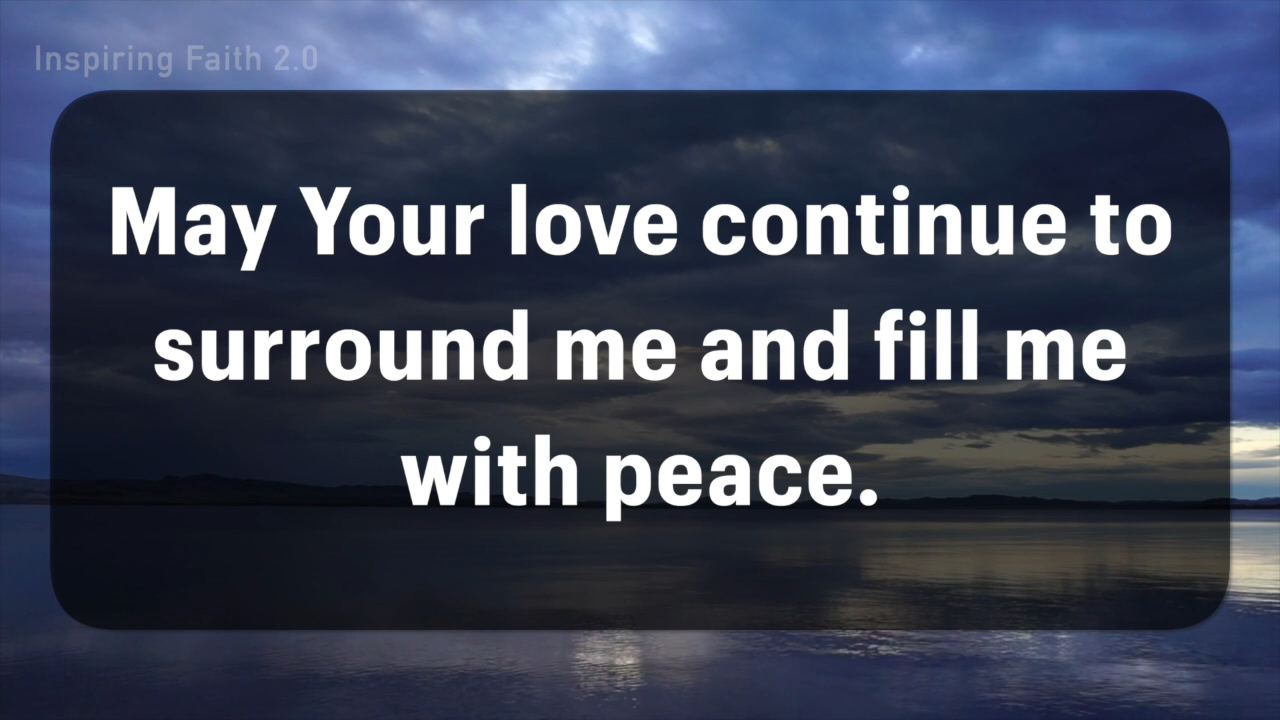 Inspiring Faith 2.0
May Your love continue to
surround me and fill me
with peace.